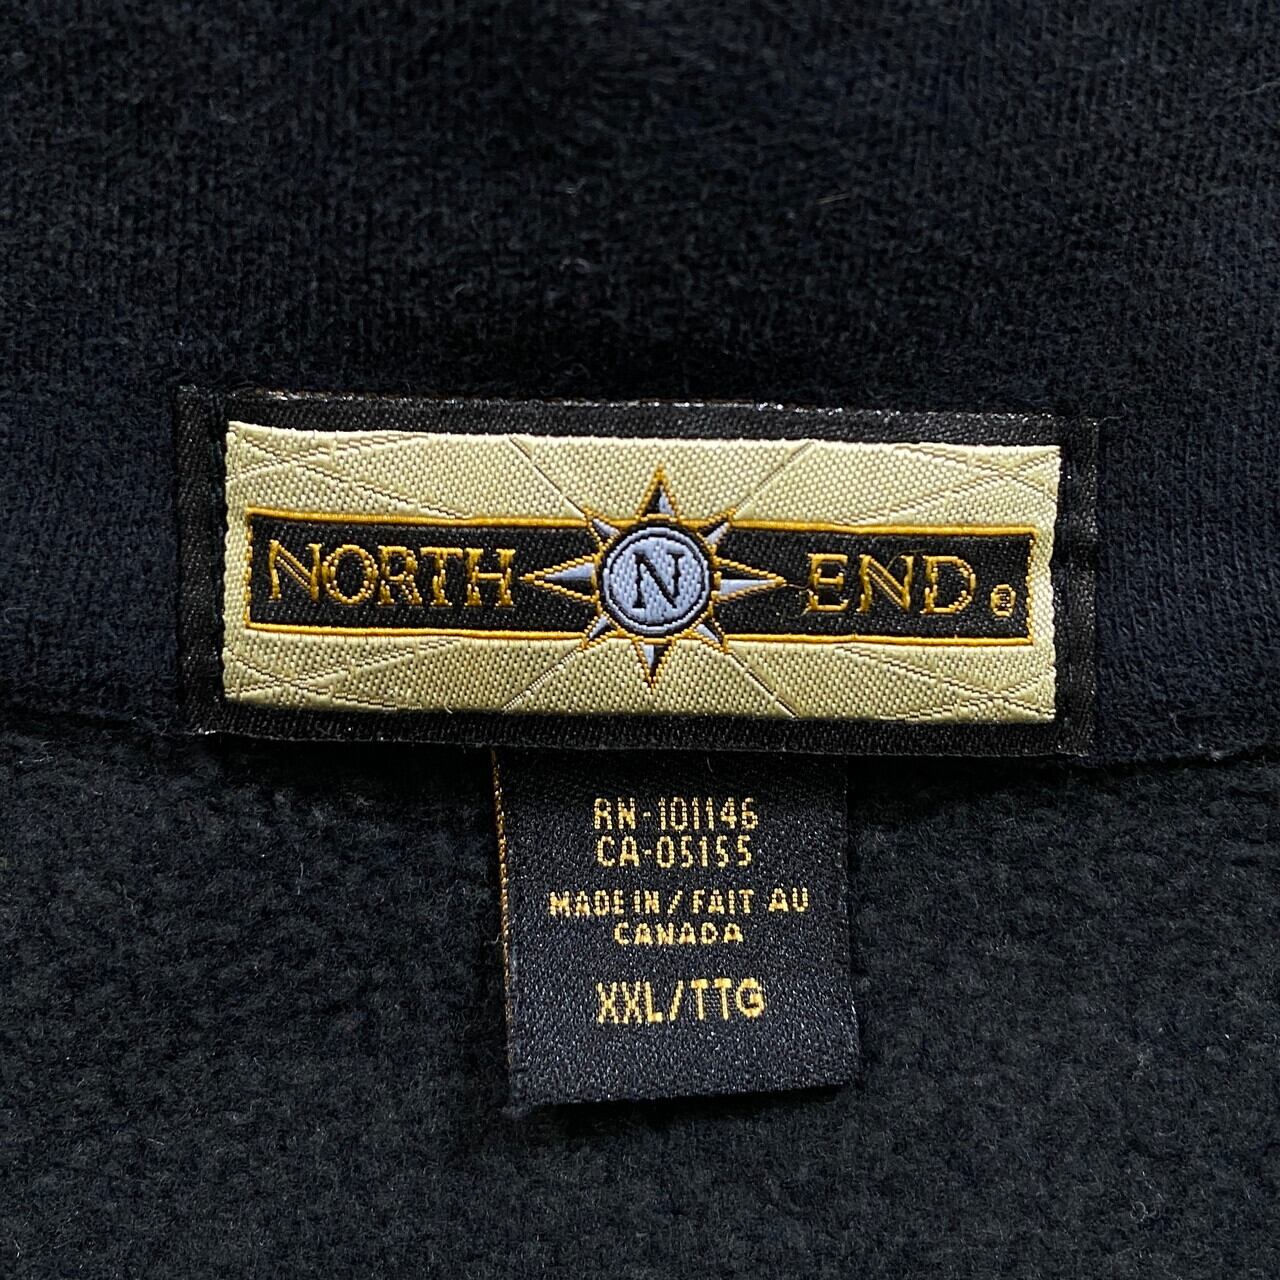 NORTH N END ®
RN-101146
CA-05155
MADE IN / FAIT AU
CANADA
XXL/TTG